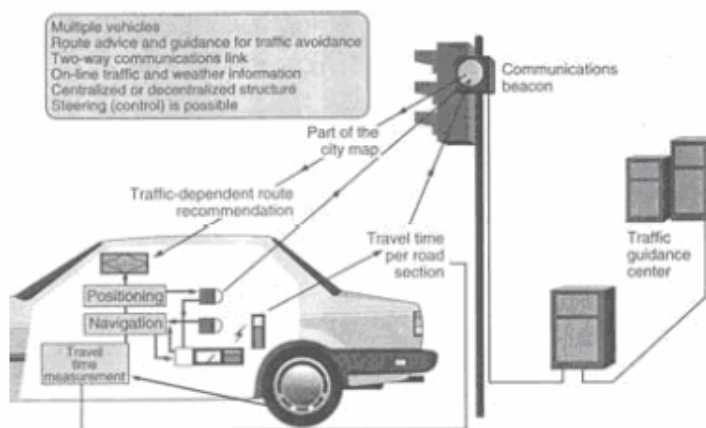 Multiple vehicles
Route advice and guidance for traffic avoidance
Two-way communications link
On-line traffic and weather information
Centralized or decentralized structure
Steering (control) is possible
Communications
beacon
Part of the
city map
Traffic-dependent route
recommendation
Travel time
per road
section
Traffic
guidance
center
Positioning
Navigation
Travel
time
measurement